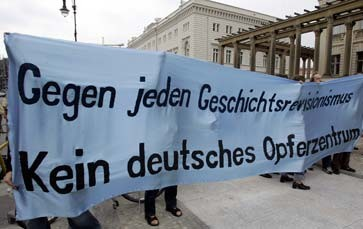 Gegen jeden Geschichtsrevisionismus
Kein deutsches Opferzentrum